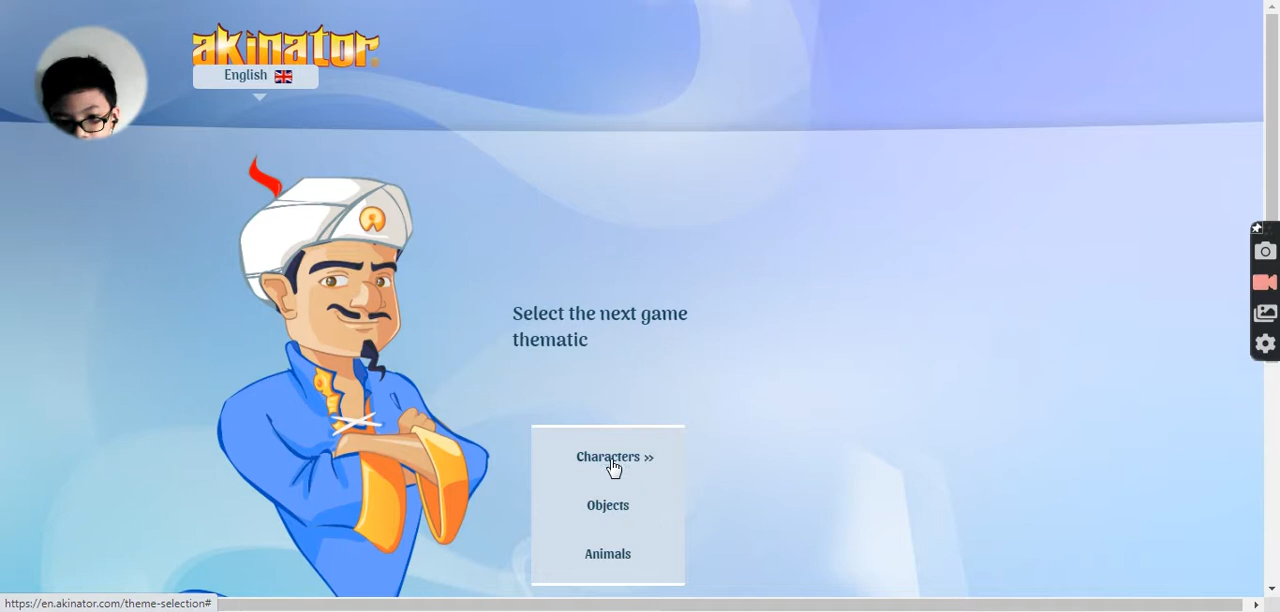 akinator
English
Select the next game
thematic
Characters »
Objects
Animals
https://en.akinator.com/theme-selection#